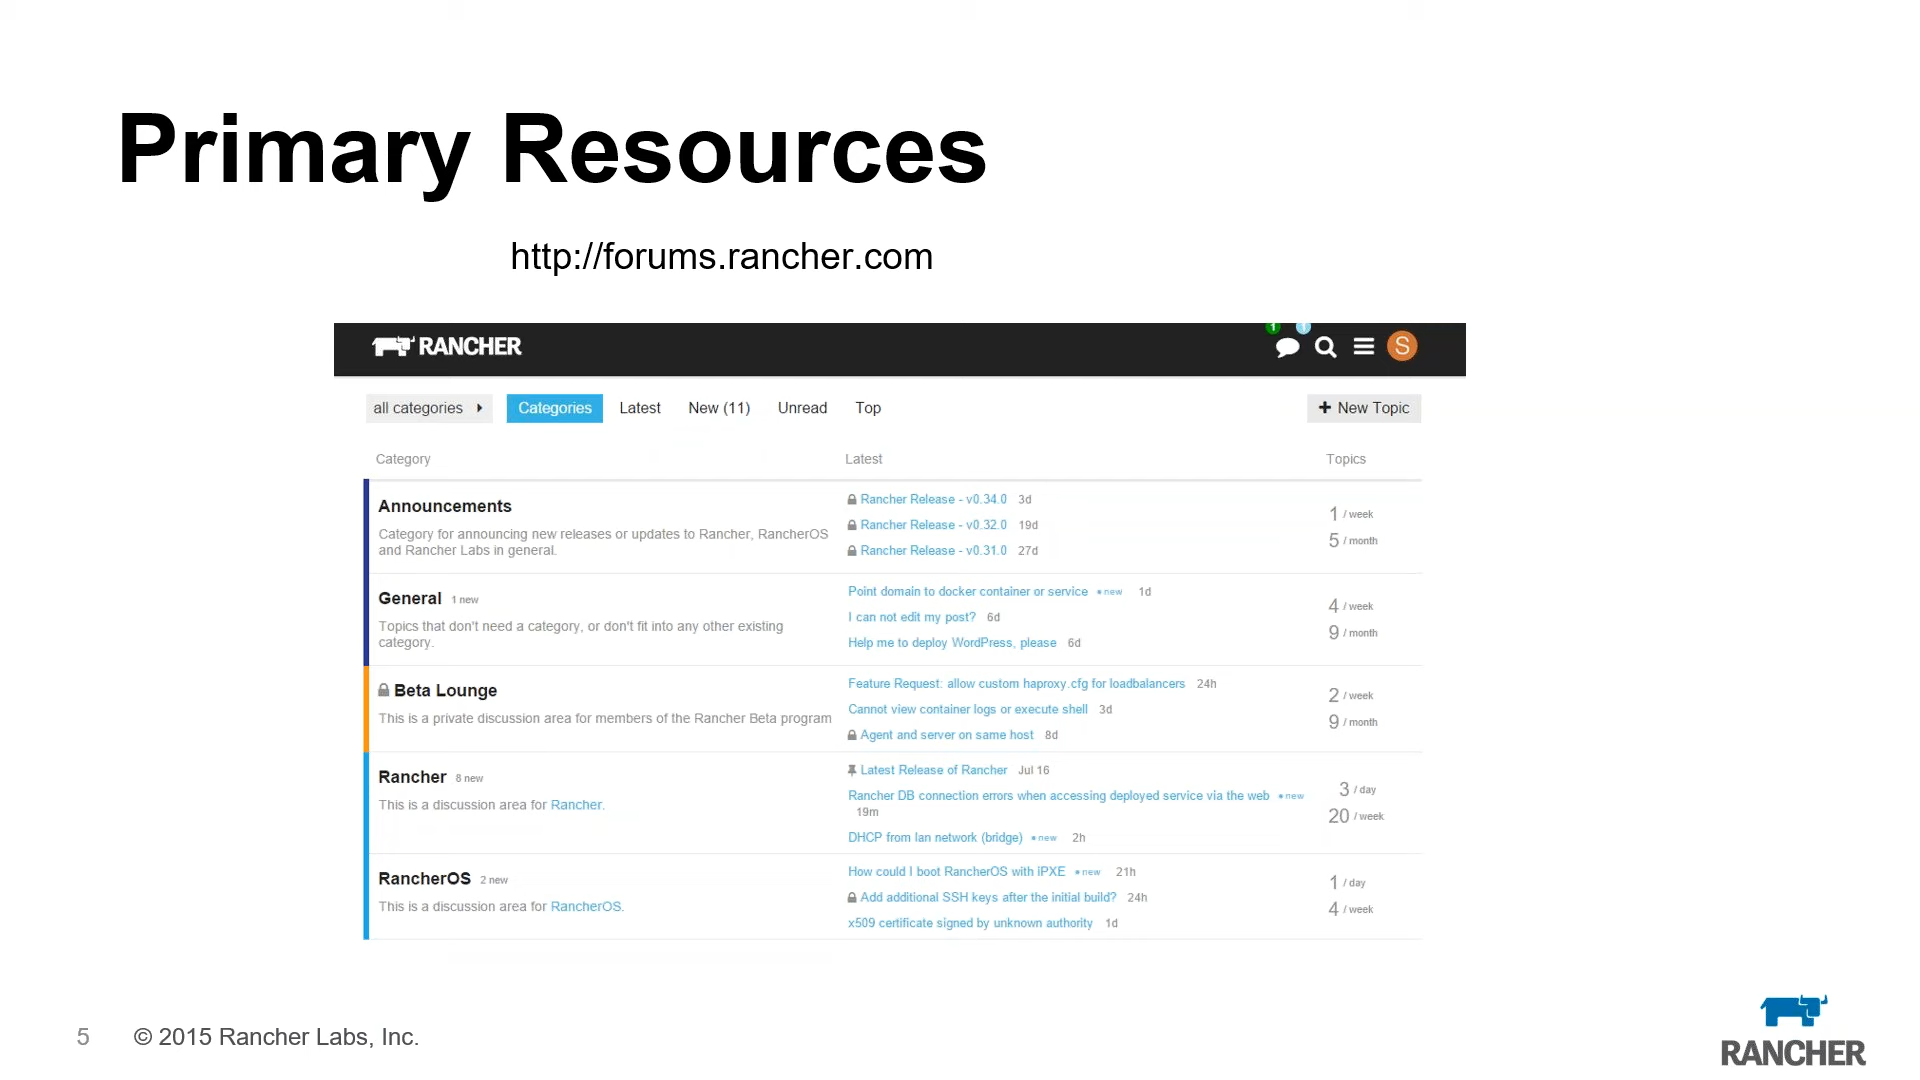 Primary Resources
http://forums.rancher.com
RANCHER
1 1
S
all categories Categories Latest New (11) Unread Top + New Topic
Category Latest Topics
Announcements
Category for announcing new releases or updates to Rancher, RancherOS
and Rancher Labs in general.
Rancher Release - v0.34.0 3d
Rancher Release - v0.32.0 19d
Rancher Release - v0.31.0 27d
1 / week
5 / month
General 1 new
Topics that don't need a category, or don't fit into any other existing
category.
Point domain to docker container or service • new 1d
I can not edit my post? 6d
Help me to deploy WordPress, please 6d
4 / week
9 / month
Beta Lounge
This is a private discussion area for members of the Rancher Beta program
Feature Request: allow custom haproxy.cfg for loadbalancers 24h
Cannot view container logs or execute shell 3d
Agent and server on same host 8d
2 / week
9 / month
Rancher 8 new
This is a discussion area for Rancher.
Latest Release of Rancher Jul 16
Rancher DB connection errors when accessing deployed service via the web • new
19m
DHCP from lan network (bridge) • new 2h
3 / day
20 / week
RancherOS 2 new
This is a discussion area for RancherOS.
How could I boot RancherOS with iPXE • new 21h
Add additional SSH keys after the initial build? 24h
x509 certificate signed by unknown authority 1d
1 / day
4 / week
5 © 2015 Rancher Labs, Inc.
RANCHER